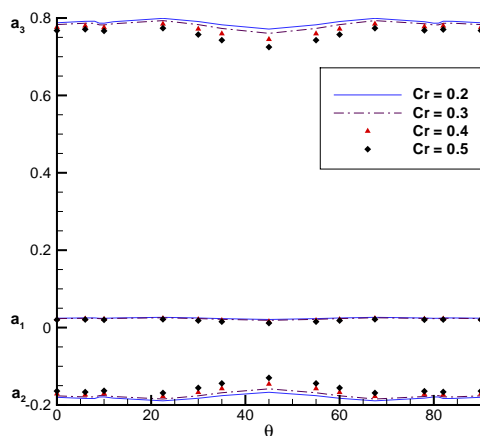 0.8
a3
Cr = 0.2
Cr = 0.3
Cr = 0.4
Cr = 0.5
0.6
0.4
0.2
a1
0
a2
-0.2
0 20 40 60 80
θ